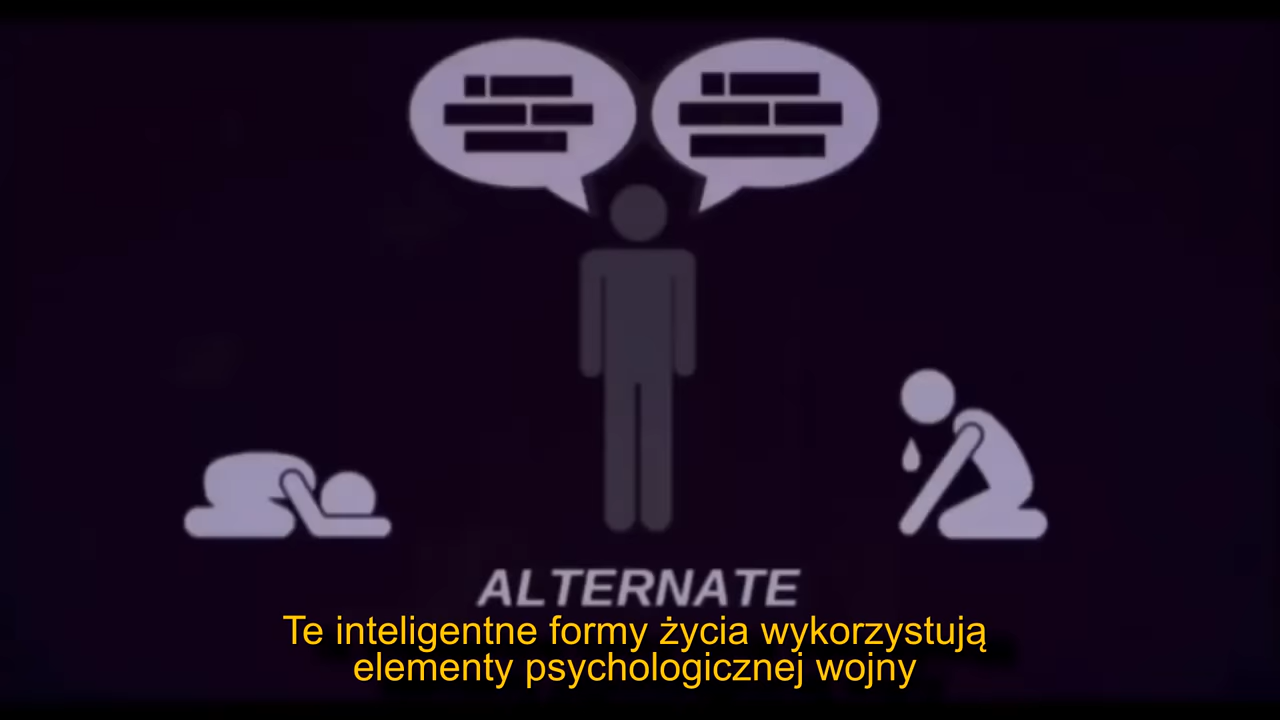 ALTERNATE
Te inteligentne formy życia wykorzystują
elementy psychologicznej wojny